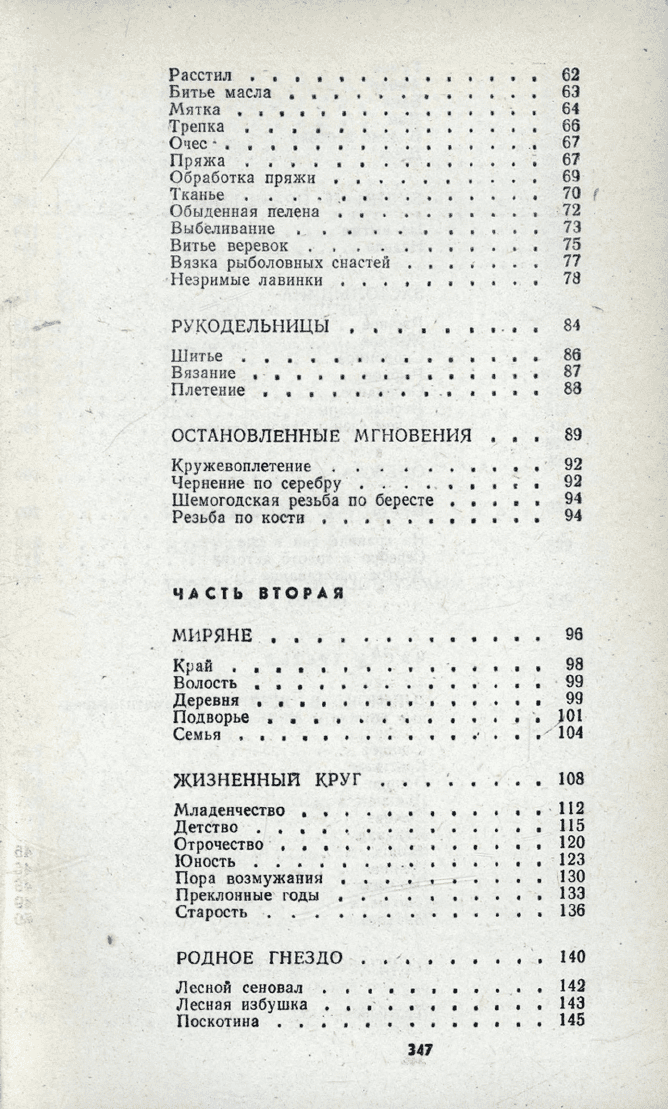 Расстил . . . . . . . . . . . . . . 62
Битье масла . . . . . . . . . . . . 63
Мятка . . . . . . . . . . . . . . 64
Трепка . . . . . . . . . . . . . . 66
Очес . . . . . . . . . . . . . . . 67
Пряжа . . . . . . . . . . . . . . 67
Обработка пряжи . . . . . . . . . . 69
Тканье . . . . . . . . . . . . . . 70
Обыденная пелена . . . . . . . . . . 72
Выбеливание . . . . . . . . . . . . 73
Витье веревок . . . . . . . . . . . 75
Вязка рыболовных снастей . . . . . . 77
Незримые лавинки . . . . . . . . . . 78
РУКОДЕЛЬНИЦЫ . . . . . . . . . 84
Шитье . . . . . . . . . . . . . . 86
Вязание . . . . . . . . . . . . . 87
Плетение . . . . . . . . . . . . . 88
ОСТАНОВЛЕННЫЕ МГНОВЕНИЯ . . . 89
Кружевоплетение . . . . . . . . . . 92
Чернение по серебру . . . . . . . . 92
Шемогодская резьба по бересте . . . . 94
Резьба по кости . . . . . . . . . . 94
ЧАСТЬ ВТОРАЯ
МИРЯНЕ . . . . . . . . . . . . . 96
Край . . . . . . . . . . . . . . 98
Волость . . . . . . . . . . . . . 99
Деревня . . . . . . . . . . . . . 99
Подворье . . . . . . . . . . . . . 101
Семья . . . . . . . . . . . . . . 104
ЖИЗНЕННЫЙ КРУГ . . . . . . . . 108
Младенчество . . . . . . . . . . . 112
Детство . . . . . . . . . . . . . 115
Отрочество . . . . . . . . . . . . 120
Юность . . . . . . . . . . . . . . 123
Пора возмужания . . . . . . . . . . 130
Преклонные годы . . . . . . . . . . 133
Старость . . . . . . . . . . . . . 136
РОДНОЕ ГНЕЗДО . . . . . . . . . 140
Лесной сеновал . . . . . . . . . . 142
Лесная избушка . . . . . . . . . . 143
Поскотина . . . . . . . . . . . . 145
347